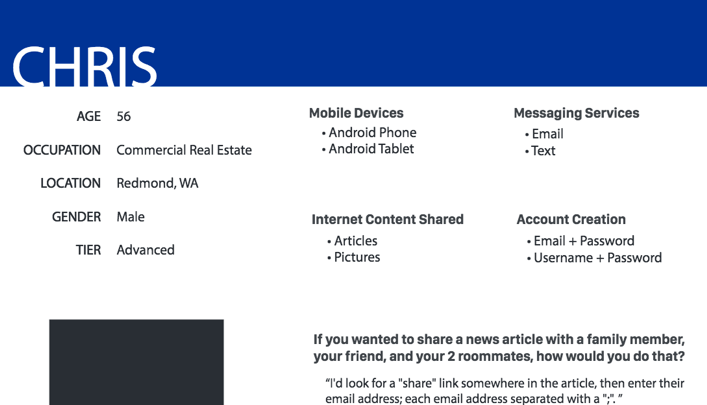 CHRIS
AGE 56
OCCUPATION Commercial Real Estate
LOCATION Redmond, WA
GENDER Male
TIER Advanced
Mobile Devices
• Android Phone
• Android Tablet
Messaging Services
• Email
• Text
Internet Content Shared
• Articles
• Pictures
Account Creation
• Email + Password
• Username + Password
If you wanted to share a news article with a family member,
your friend, and your 2 roommates, how would you do that?
“I'd look for a "share" link somewhere in the article, then enter their
email address; each email address separated with a ";". ”